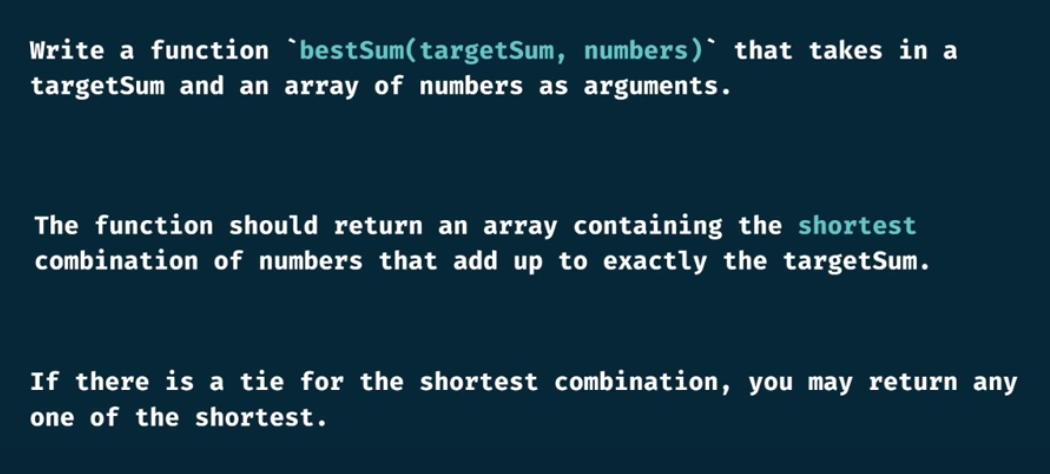 Write a function `bestSum(targetSum, numbers)` that takes in a
targetSum and an array of numbers as arguments.
The function should return an array containing the shortest
combination of numbers that add up to exactly the targetSum.
If there is a tie for the shortest combination, you may return any
one of the shortest.